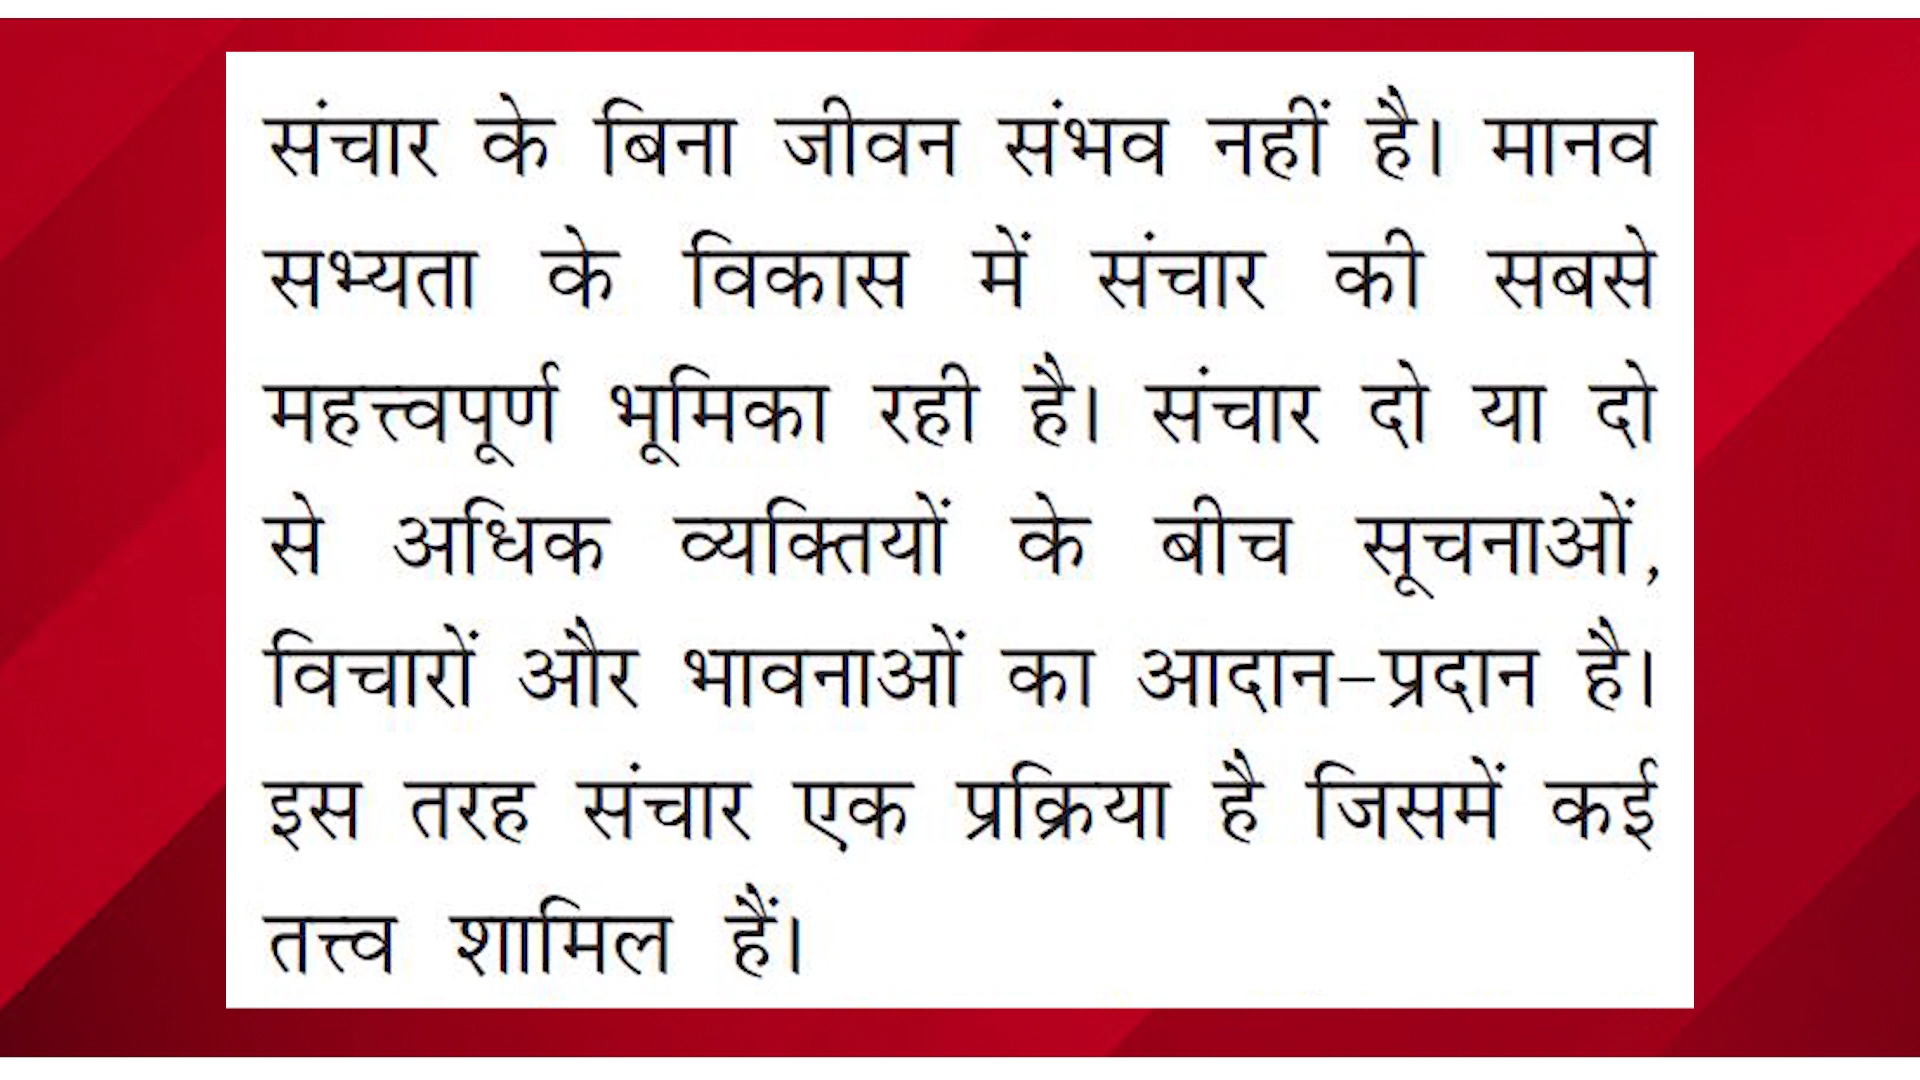 संचार के बिना जीवन संभव नहीं है। मानव
सभ्यता के विकास में संचार की सबसे
महत्त्वपूर्ण भूमिका रही है। संचार दो या दो
से अधिक व्यक्तियों के बीच सूचनाओं,
विचारों और भावनाओं का आदान-प्रदान है।
इस तरह संचार एक प्रक्रिया है जिसमें कई
तत्त्व शामिल हैं।